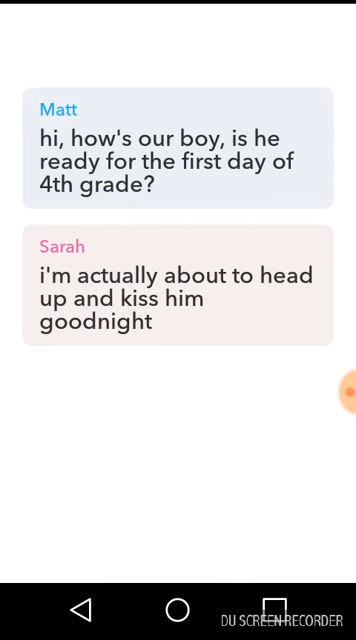 Matt
hi, how's our boy, is he
ready for the first day of
4th grade?
Sarah
i'm actually about to head
up and kiss him
goodnight
DU SCREEN RECORDER